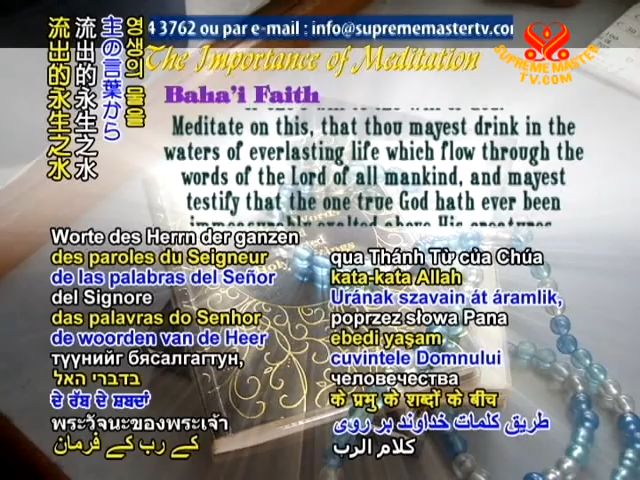 4 3762 ou par e-mail : info@suprememastertv.com
SUPREME MASTER
TV.COM
The Importance of Meditation
Baha'i Faith
Meditate on this, that thou mayest drink in the
waters of everlasting life which flow through the
words of the Lord of all mankind, and mayest
testify that the one true God hath ever been
immeasurably exalted above His creatures
流出的永生之水
流出的永生之水
主の言葉から
영생의 물을
Worte des Herrn der ganzen
des paroles du Seigneur
de las palabras del Señor
del Signore
das palavras do Senhor
de woorden van de Heer
түүнийг бясалгагтун,
בדברי האל
ਦੇ ਰੱਬ ਦੇ ਸ਼ਬਦਾਂ
พระวัจนะของพระเจ้า
کے رب کے فرمان
qua Thánh Từ của Chúa
kata-kata Allah
Urának szavain át áramlik,
poprzez słowa Pana
ebedi yaşam
cuvintele Domnului
человечества
के प्रभु के शब्दों के बीच
طریق کلمات خداوند بر روی
كلام الرب